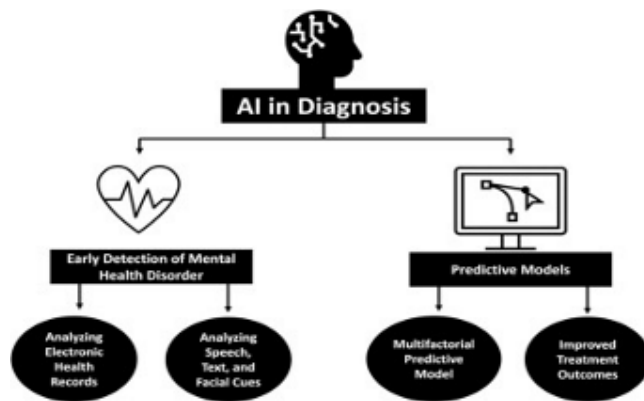 AI in Diagnosis
Early Detection of Mental
Health Disorder
Predictive Models
Analyzing
Electronic
Health
Records
Analyzing
Speech,
Text, and
Facial Cues
Multifactorial
Predictive
Model
Improved
Treatment
Outcomes